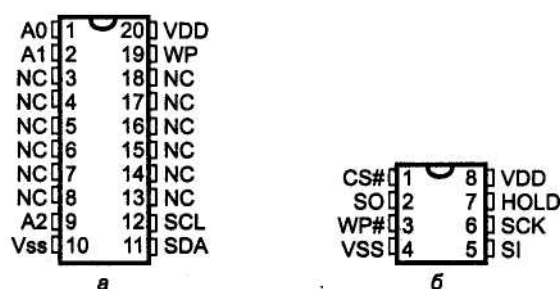 A0 1 20 VDD
A1 2 19 WP
NC 3 18 NC
NC 4 17 NC
NC 5 16 NC
NC 6 15 NC
NC 7 14 NC
NC 8 13 NC
A2 9 12 SCL
Vss 10 11 SDA
а
CS# 1 8 VDD
SO 2 7 HOLD
WP# 3 6 SCK
VSS 4 5 SI
б